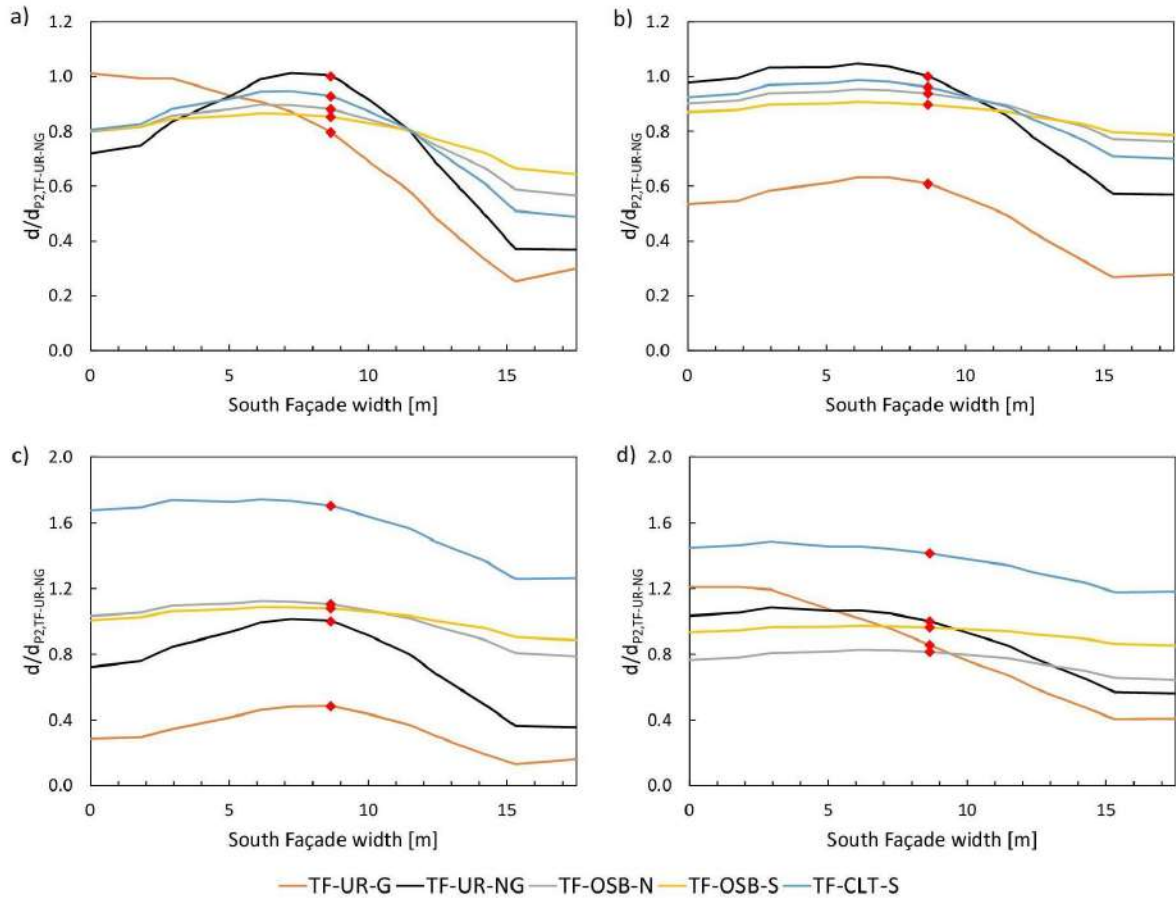 a)
1.2
1.0
0.8
0.6
0.4
0.2
0.0
d/dP2,TF-UR-NG
0 5 10 15
South Façade width [m]
b)
1.2
1.0
0.8
0.6
0.4
0.2
0.0
d/dP2,TF-UR-NG
0 5 10 15
South Façade width [m]
c)
2.0
1.6
1.2
0.8
0.4
0.0
d/dP2,TF-UR-NG
0 5 10 15
South Façade width [m]
d)
2.0
1.6
1.2
0.8
0.4
0.0
d/dP2,TF-UR-NG
0 5 10 15
South Façade width [m]
TF-UR-G TF-UR-NG TF-OSB-N TF-OSB-S TF-CLT-S